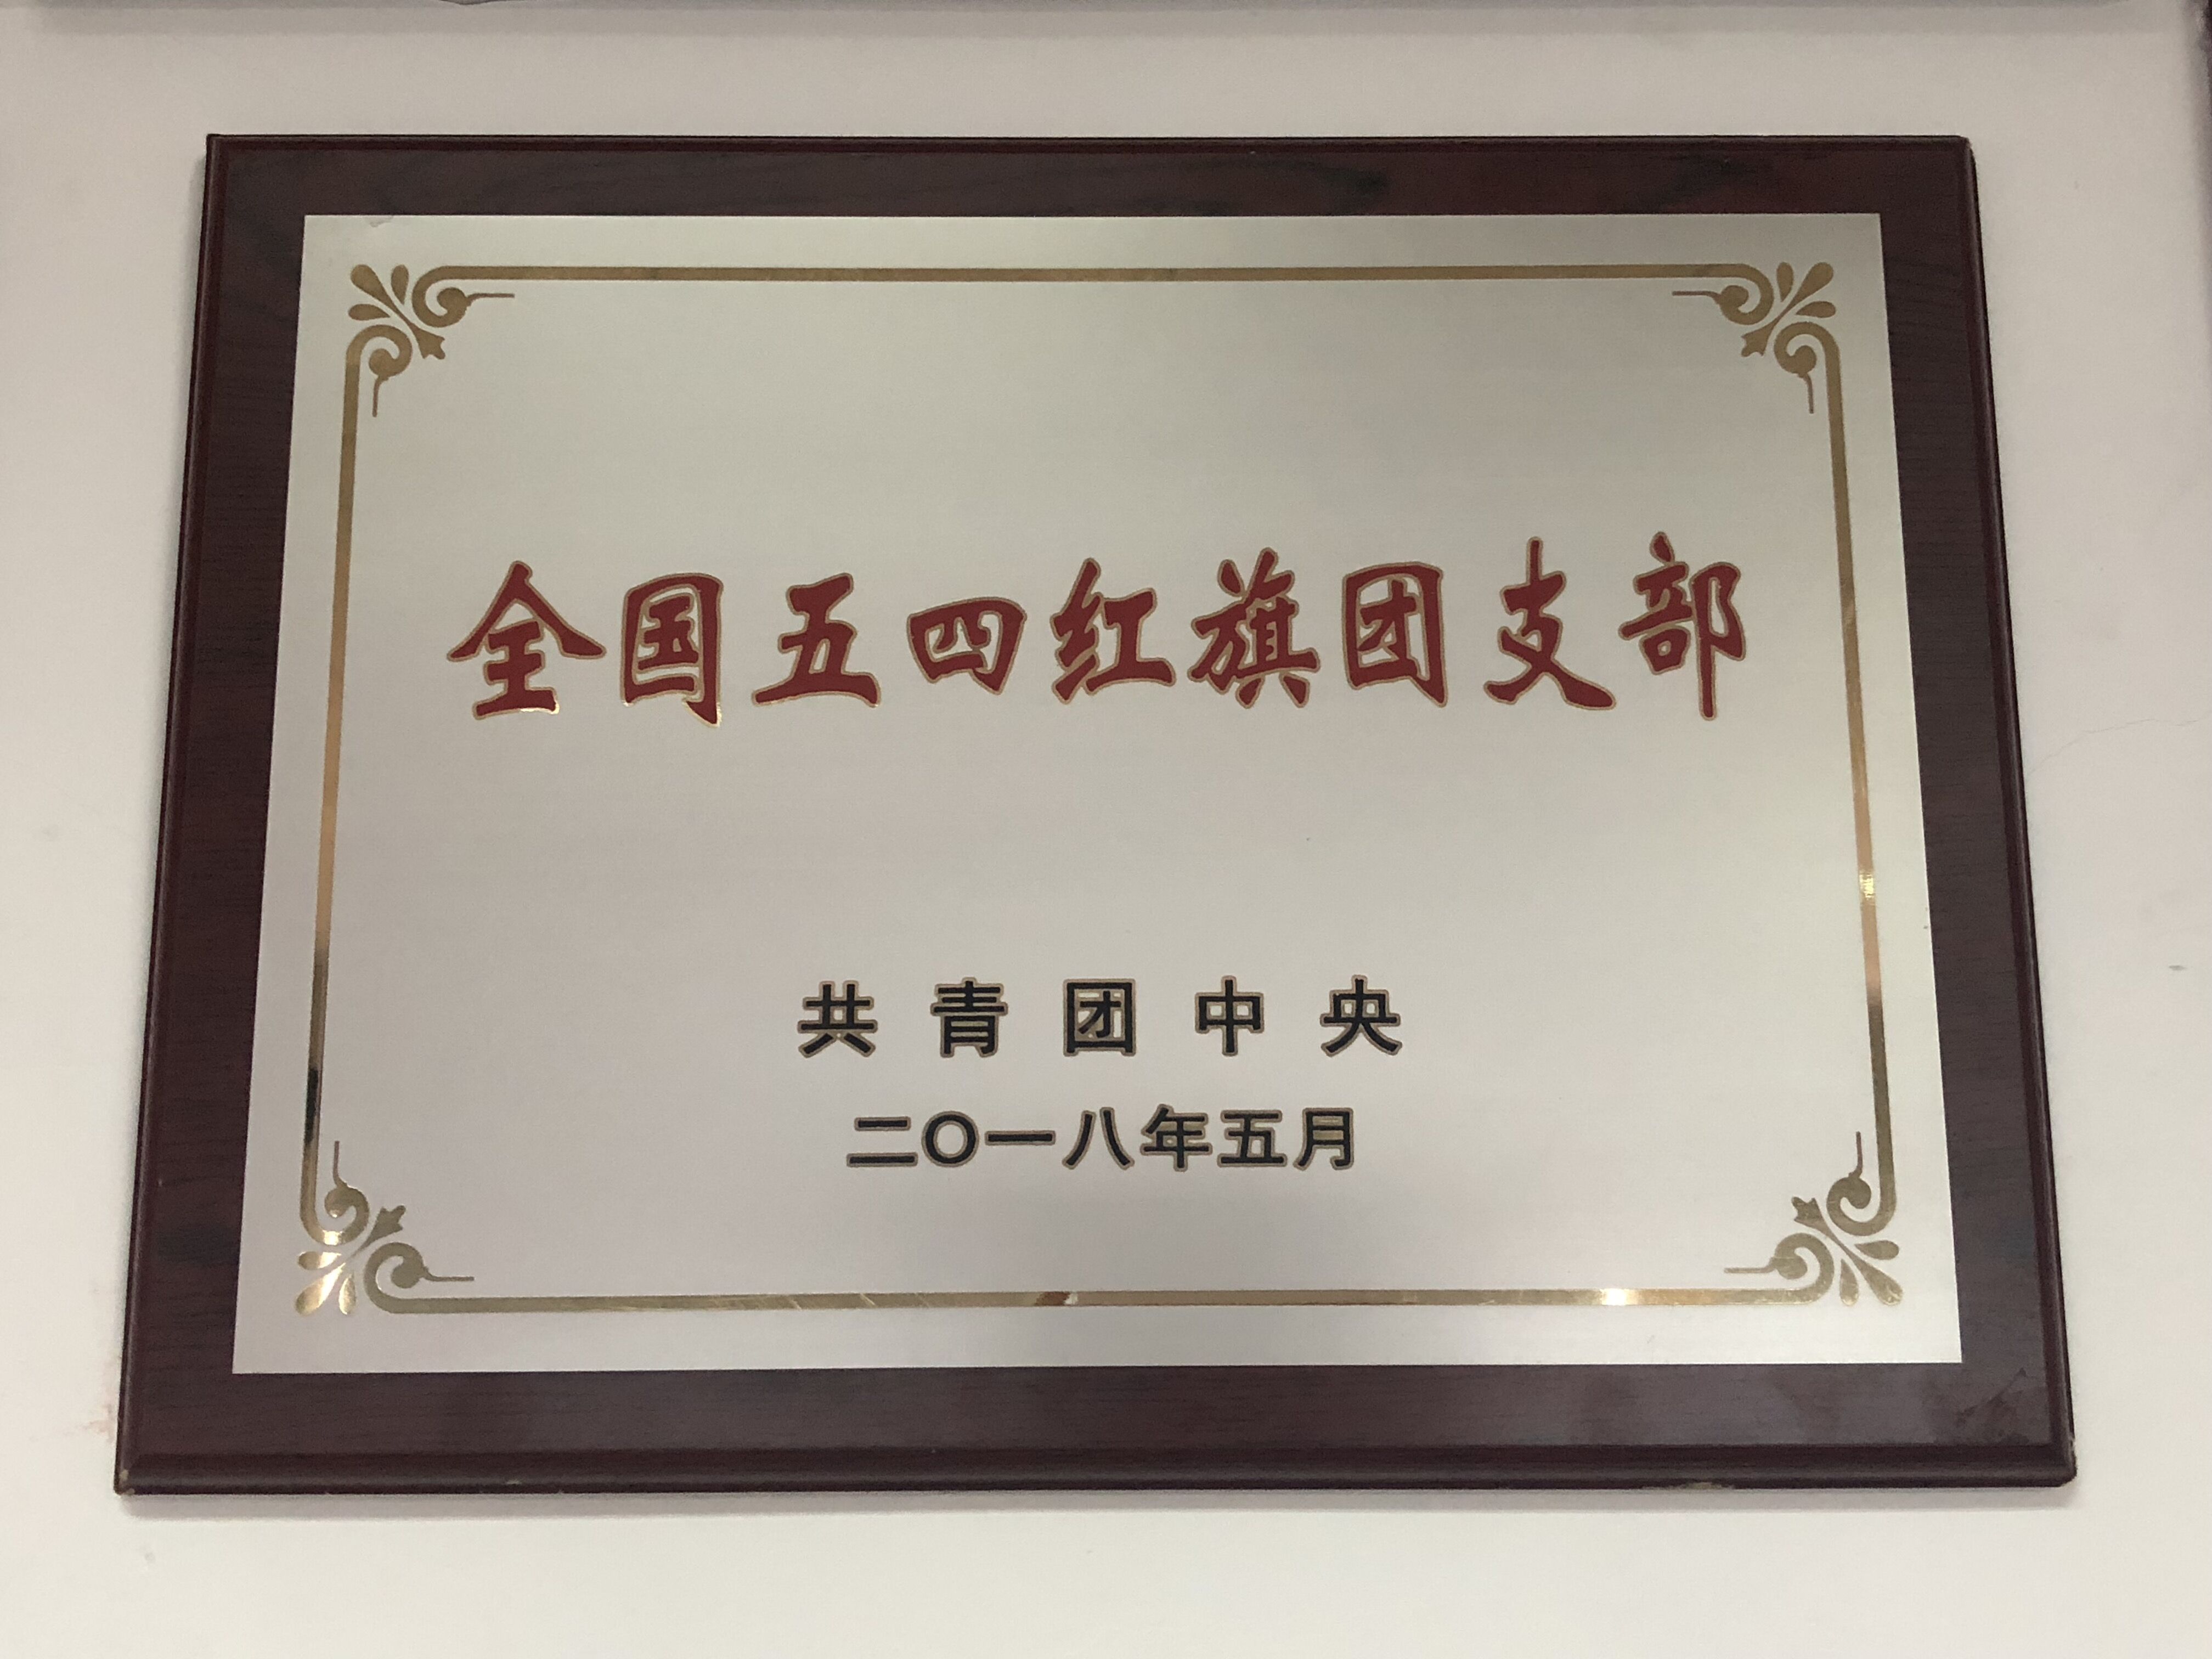 全国五四红旗团支部
共青团中央
二〇一八年五月